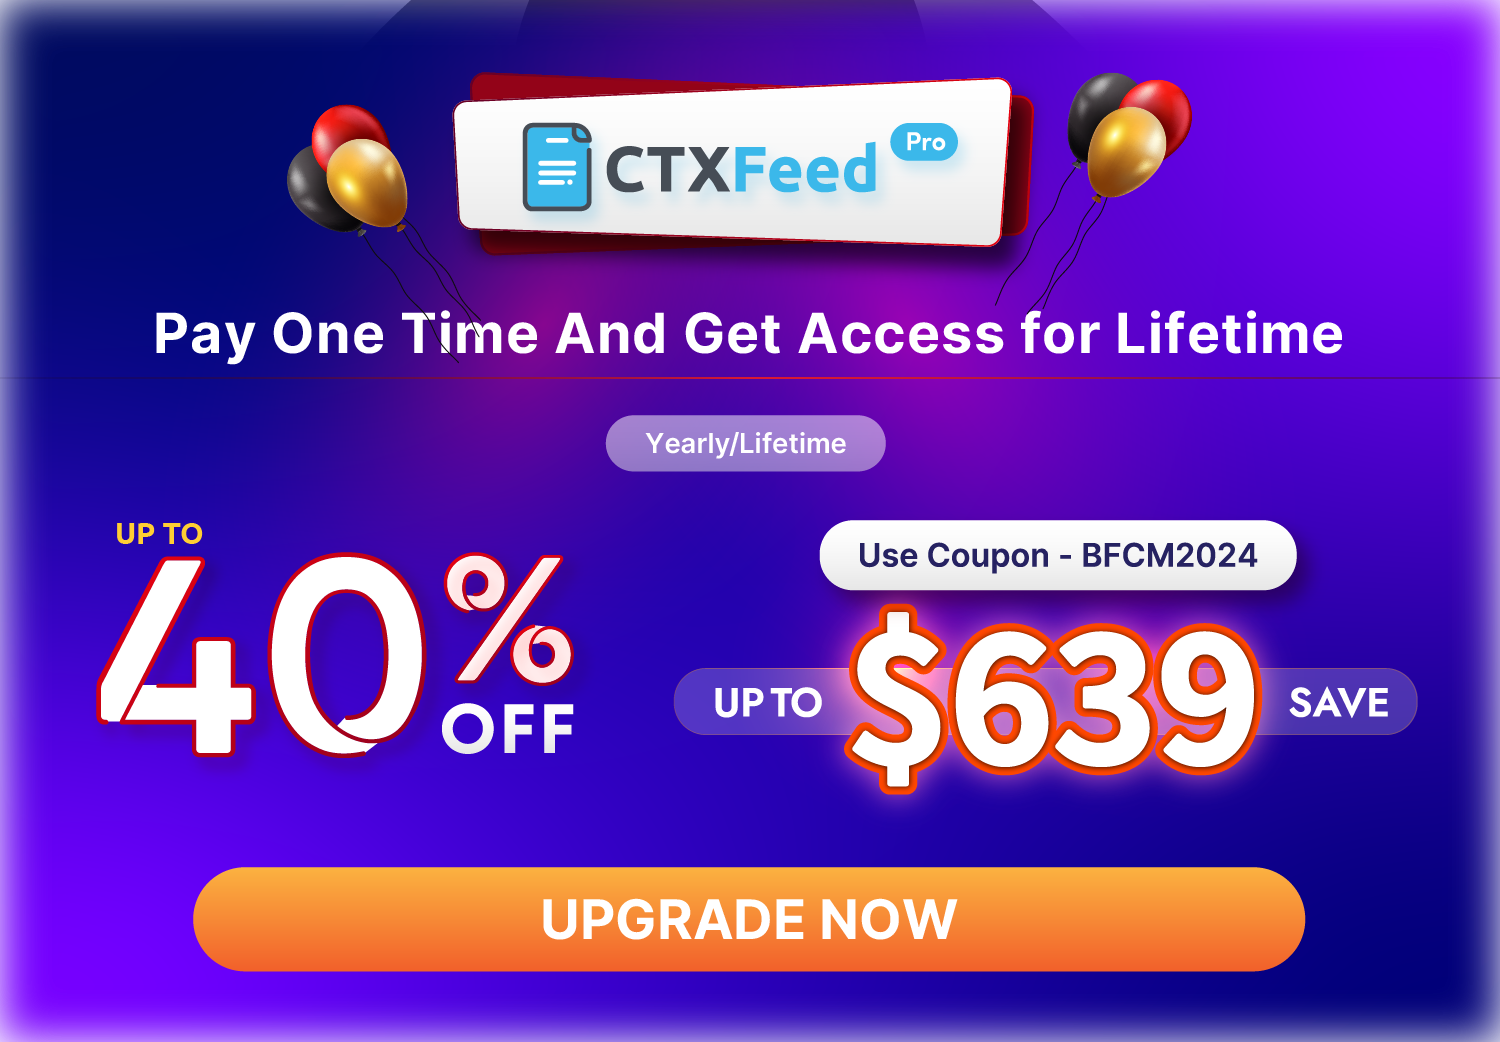 CTXFeed Pro
Pay One Time And Get Access for Lifetime
Yearly/Lifetime
UP TO
40% OFF
Use Coupon - BFCM2024
UP TO $639 SAVE
UPGRADE NOW